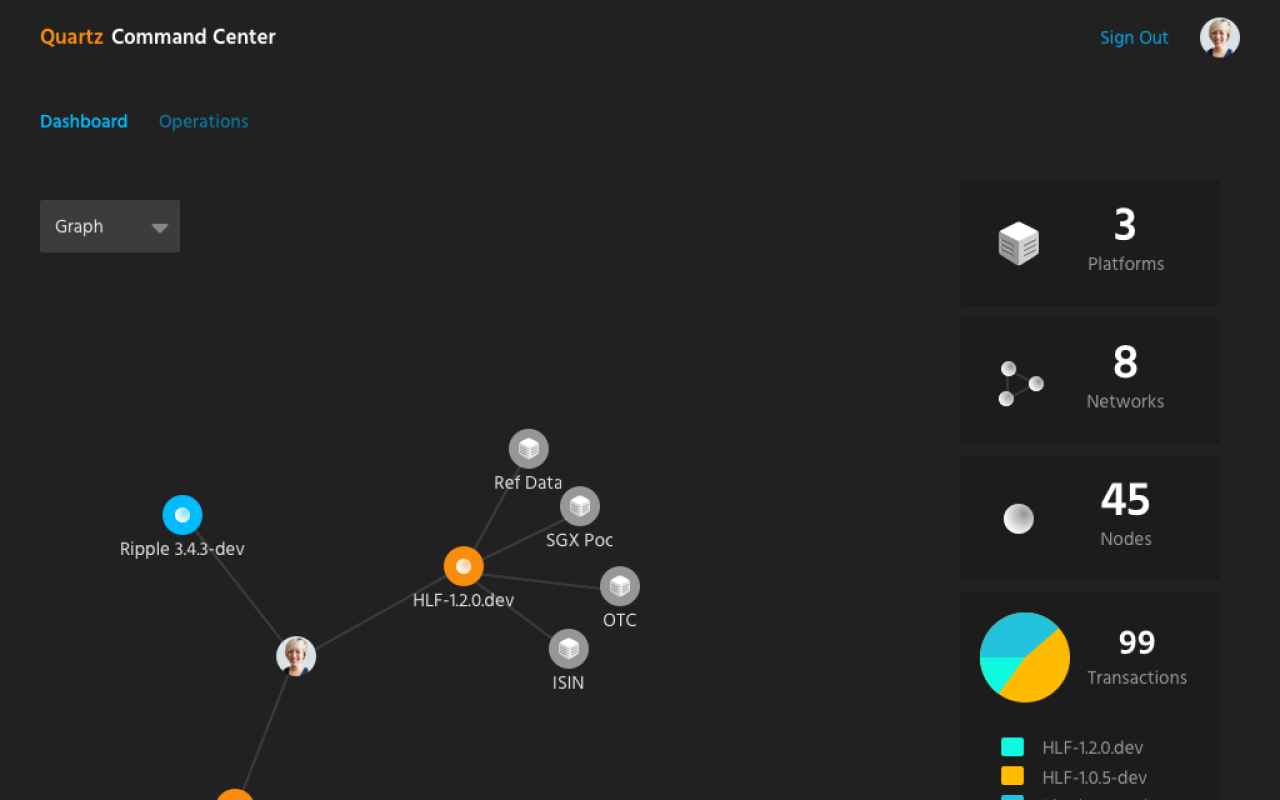 Quartz Command Center
Sign Out
Dashboard Operations
Graph
3
Platforms
8
Networks
45
Nodes
99
Transactions
HLF-1.2.0.dev
HLF-1.0.5-dev
Ref Data
SGX Poc
Ripple 3.4.3-dev
HLF-1.2.0.dev
OTC
ISIN